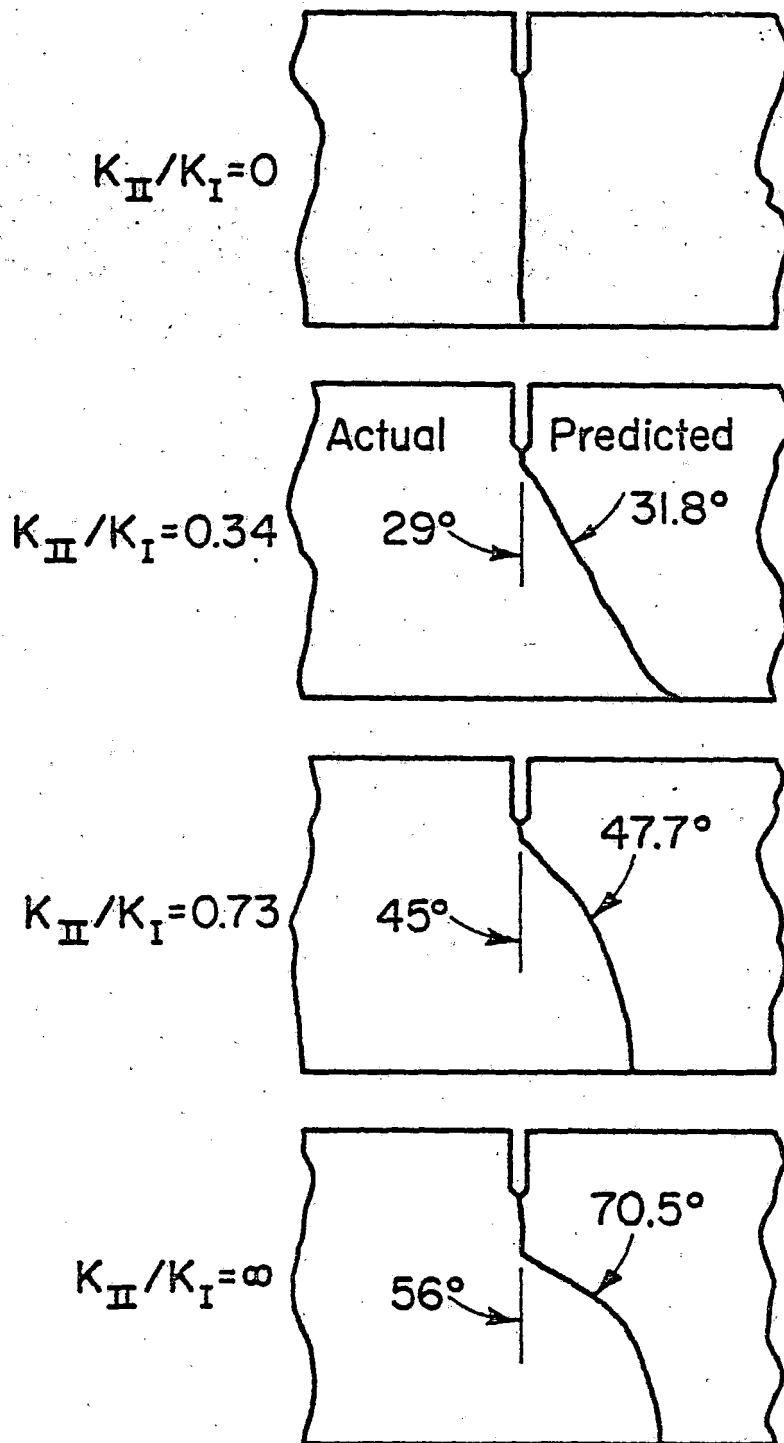 K_II/K_I=0
Actual
Predicted
K_II/K_I=0.34
29°
31.8°
K_II/K_I=0.73
45°
47.7°
K_II/K_I=∞
56°
70.5°